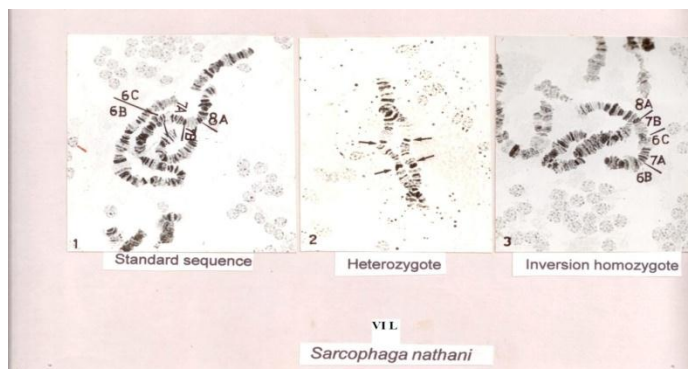 6C
6B
7A
7B
8A
1
Standard sequence
2
Heterozygote
8A
7B
6C
7A
6B
3
Inversion homozygote
VI L
Sarcophaga nathani